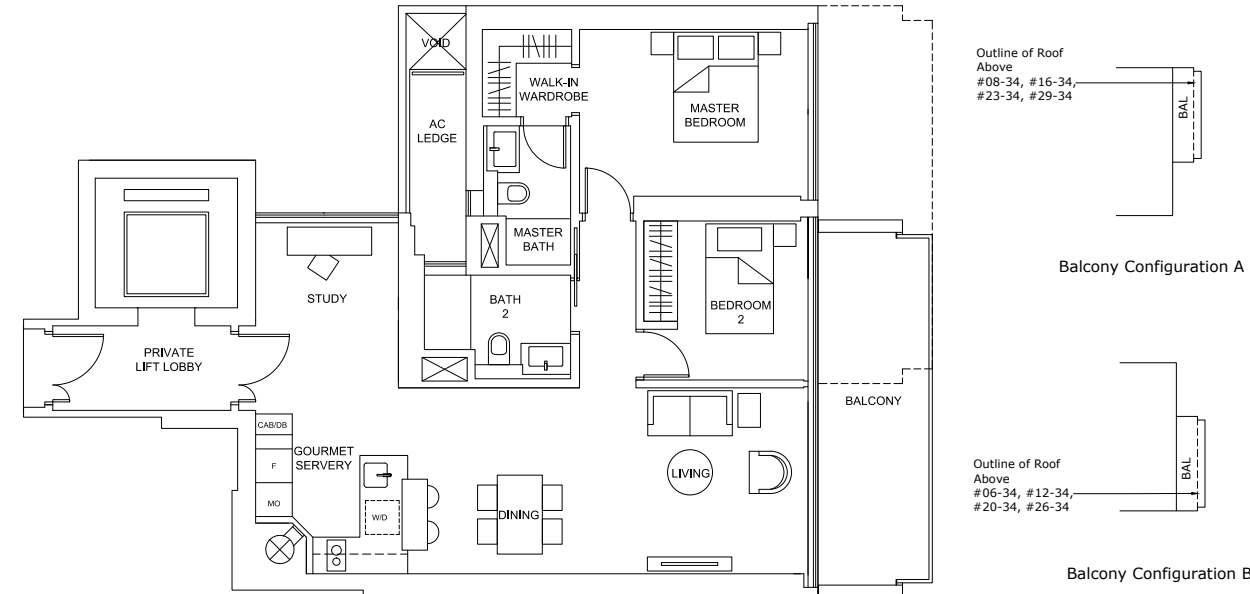 VOID
WALK-IN
WARDROBE
MASTER
BEDROOM
AC
LEDGE
MASTER
BATH
STUDY
BATH
2
BEDROOM
2
PRIVATE
LIFT LOBBY
BALCONY
CAB/DB
GOURMET
SERVERY
F
MO
W/D
DINING
LIVING
Outline of Roof
Above
#08-34, #16-34,
#23-34, #29-34
BAL
Balcony Configuration A
Outline of Roof
Above
#06-34, #12-34,
#20-34, #26-34
BAL
Balcony Configuration B